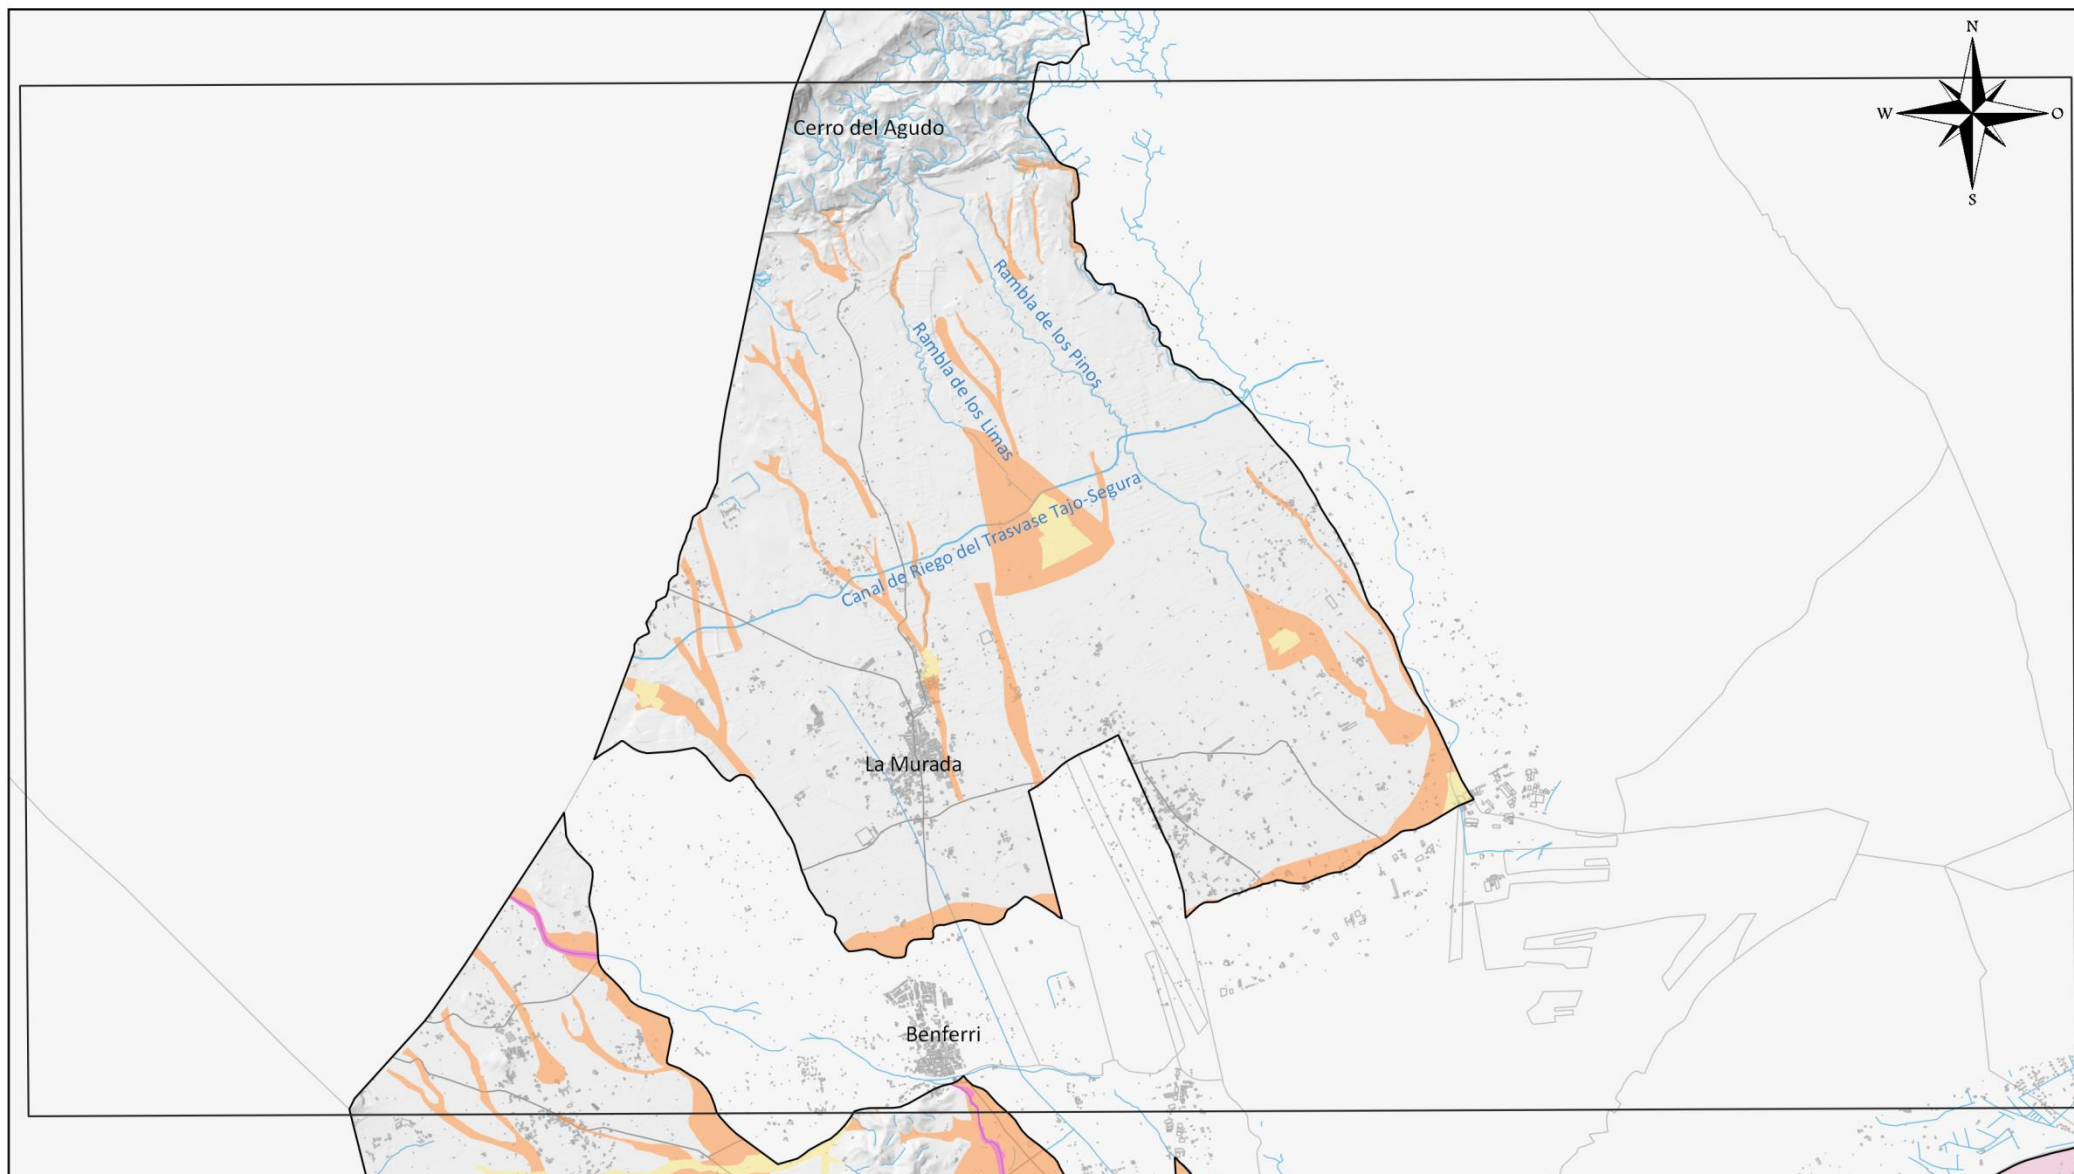 N
W
O
S
Cerro del Agudo
Rambla de los Pinos
Rambla de los Limas
Canal de Riego del Trasvase Tajo-Segura
La Murada
Benferri